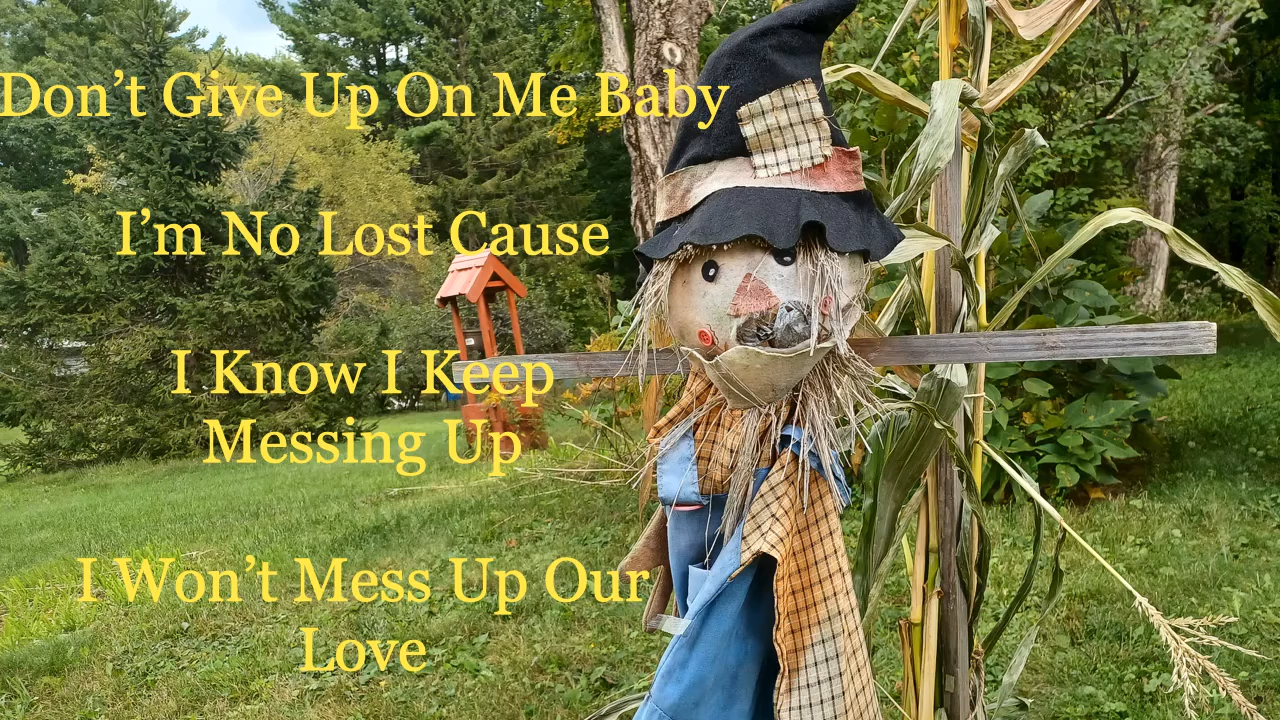 Don’t Give Up On Me Baby
I’m No Lost Cause
I Know I Keep
Messing Up
I Won’t Mess Up Our
Love